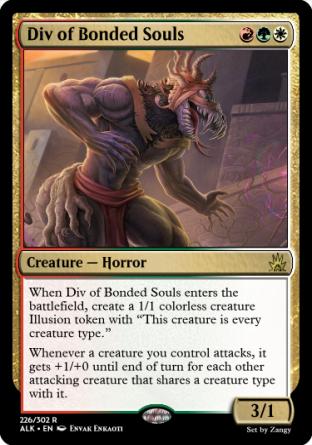 Div of Bonded Souls
Creature — Horror
When Div of Bonded Souls enters the
battlefield, create a 1/1 colorless creature
Illusion token with “This creature is every
creature type.”
Whenever a creature you control attacks, it
gets +1/+0 until end of turn for each other
attacking creature that shares a creature type
with it.
3/1
226/302 R
ALK • EN Envar Enkaoti
Set by Zangy